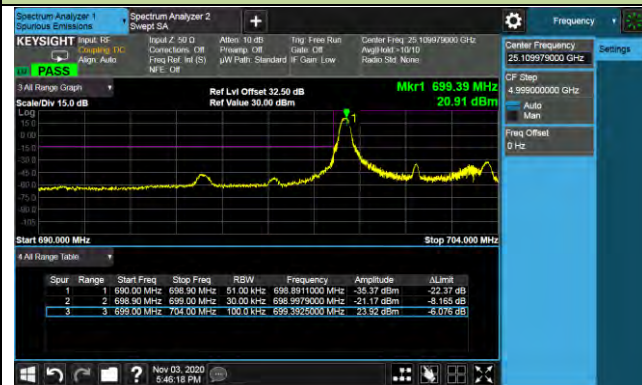 Spectrum Analyzer 1
Spurious Emissions
Spectrum Analyzer 2
Swept SA
+
Frequency
KEYSIGHT
Input: RF
Coupling: DC
Align: Auto
Input Z: 50 Ω
Corrections: Off
Freq Ref: Int (S)
NFE: Off
Atten: 10 dB
Preamp: Off
µW Path: Standard
Trig: Free Run
Gate: Off
IF Gain: Low
Center Freq: 25.109979000 GHz
Avg|Hold:>10/10
Radio Std: None
PASS
Center Frequency
25.109979000 GHz
Settings
CF Step
4.999000000 GHz
Auto
Man
Freq Offset
0 Hz
3 All Range Graph
Scale/Div 15.0 dB
Ref Lvl Offset 32.50 dB
Ref Value 30.00 dBm
Mkr1 699.39 MHz
20.91 dBm
Log
15.0
0.00
-15.0
-30.0
-45.0
-60.0
-75.0
-90.0
-105
1
Start 690.000 MHz
Stop 704.000 MHz
4 All Range Table
Spur Range Start Freq Stop Freq RBW Frequency Amplitude ΔLimit
1 1 690.00 MHz 698.90 MHz 51.00 kHz 698.8911000 MHz -35.37 dBm -22.37 dB
2 2 698.90 MHz 699.00 MHz 30.00 kHz 698.9979000 MHz -21.17 dBm -8.165 dB
3 3 699.00 MHz 704.00 MHz 100.0 kHz 699.3925000 MHz 23.92 dBm -6.076 dB
?
Nov 03, 2020
5:46:18 PM